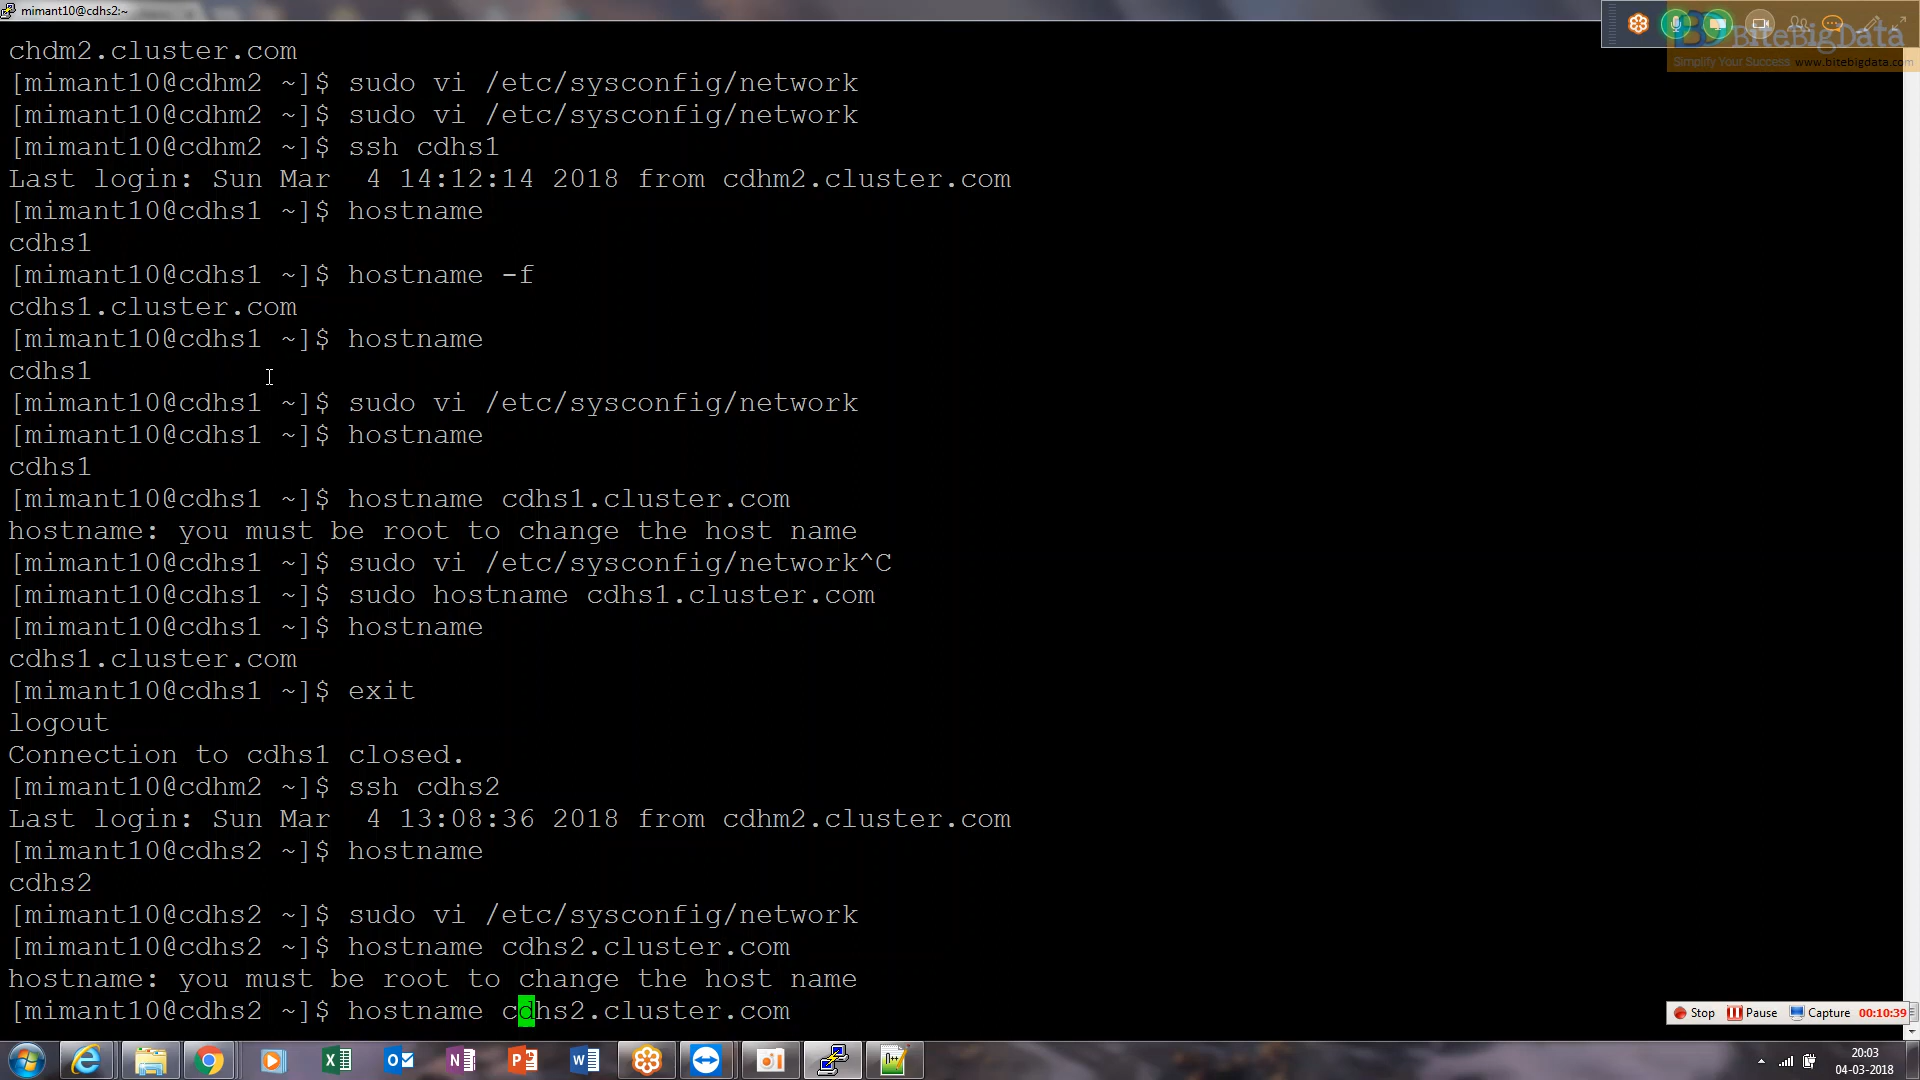 mimant10@cdhs2:~
chdm2.cluster.com
[mimant10@cdhm2 ~]$ sudo vi /etc/sysconfig/network
[mimant10@cdhm2 ~]$ sudo vi /etc/sysconfig/network
[mimant10@cdhm2 ~]$ ssh cdhs1
Last login: Sun Mar  4 14:12:14 2018 from cdhm2.cluster.com
[mimant10@cdhs1 ~]$ hostname
cdhs1
[mimant10@cdhs1 ~]$ hostname -f
cdhs1.cluster.com
[mimant10@cdhs1 ~]$ hostname
cdhs1
[mimant10@cdhs1 ~]$ sudo vi /etc/sysconfig/network
[mimant10@cdhs1 ~]$ hostname
cdhs1
[mimant10@cdhs1 ~]$ hostname cdhs1.cluster.com
hostname: you must be root to change the host name
[mimant10@cdhs1 ~]$ sudo vi /etc/sysconfig/network^C
[mimant10@cdhs1 ~]$ sudo hostname cdhs1.cluster.com
[mimant10@cdhs1 ~]$ hostname
cdhs1.cluster.com
[mimant10@cdhs1 ~]$ exit
logout
Connection to cdhs1 closed.
[mimant10@cdhm2 ~]$ ssh cdhs2
Last login: Sun Mar  4 13:08:36 2018 from cdhm2.cluster.com
[mimant10@cdhs2 ~]$ hostname
cdhs2
[mimant10@cdhs2 ~]$ sudo vi /etc/sysconfig/network
[mimant10@cdhs2 ~]$ hostname cdhs2.cluster.com
hostname: you must be root to change the host name
[mimant10@cdhs2 ~]$ hostname cdhs2.cluster.com
BiteBigData
Simplify Your Success www.bitebigdata.com
Stop Pause Capture 00:10:39
20:03
04-03-2018